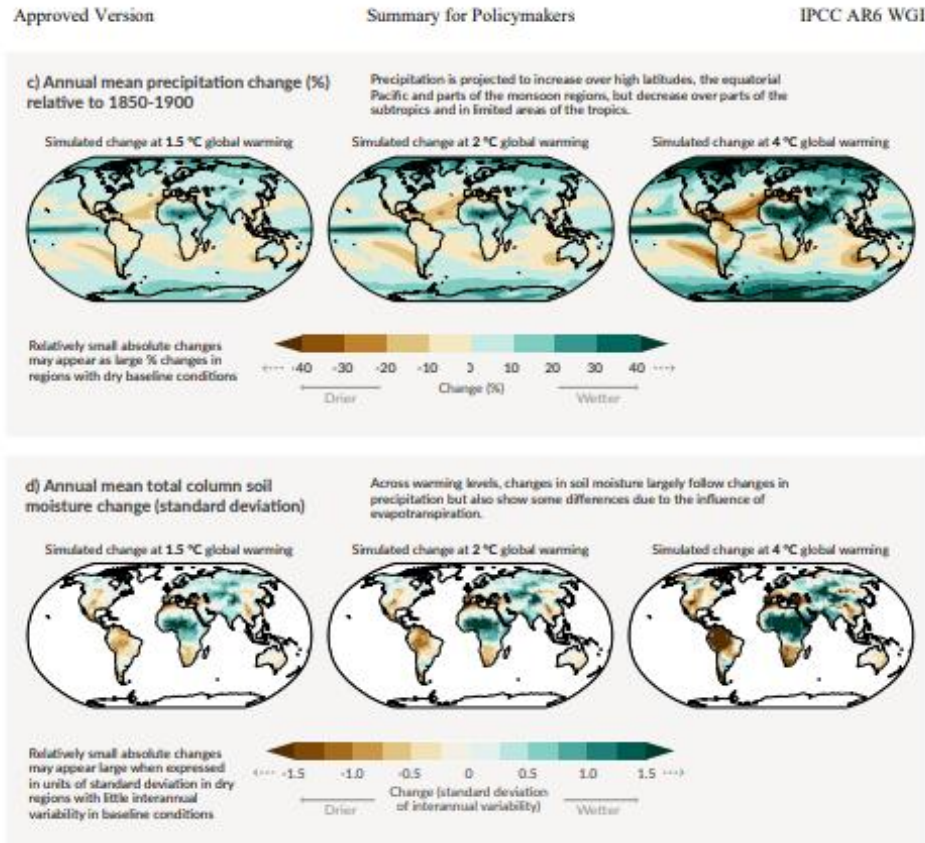 Approved Version Summary for Policymakers IPCC AR6 WGI
c) Annual mean precipitation change (%)
relative to 1850-1900
Precipitation is projected to increase over high latitudes, the equatorial
Pacific and parts of the monsoon regions, but decrease over parts of the
subtropics and in limited areas of the tropics.
Simulated change at 1.5 °C global warming
Simulated change at 2 °C global warming
Simulated change at 4 °C global warming
Relatively small absolute changes
may appear as large % changes in
regions with dry baseline conditions
-40 -30 -20 -10 0 10 20 30 40
Change (%)
Drier
Wetter
d) Annual mean total column soil
moisture change (standard deviation)
Across warming levels, changes in soil moisture largely follow changes in
precipitation but also show some differences due to the influence of
evapotranspiration.
Simulated change at 1.5 °C global warming
Simulated change at 2 °C global warming
Simulated change at 4 °C global warming
Relatively small absolute changes
may appear large when expressed
in units of standard deviation in dry
regions with little interannual
variability in baseline conditions
-1.5 -1.0 -0.5 0 0.5 1.0 1.5
Change (standard deviation
of interannual variability)
Drier
Wetter